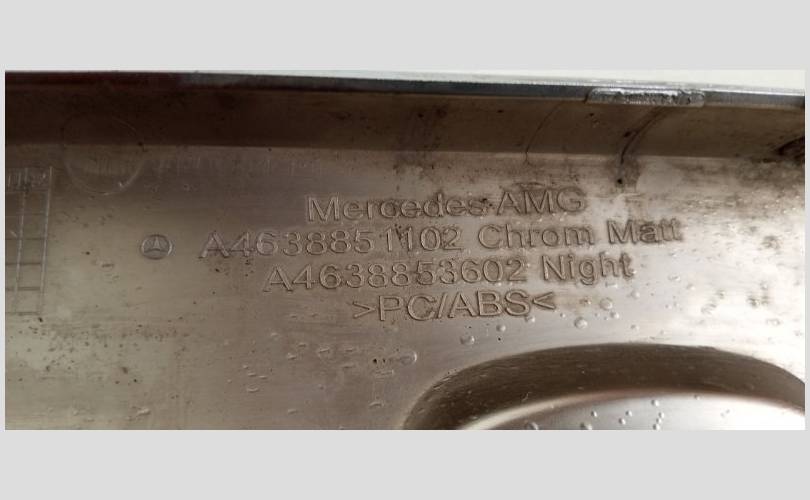 Mercedes-AMG
A4638851102 Chrom Matt
A4638853602 Night
>PC/ABS<